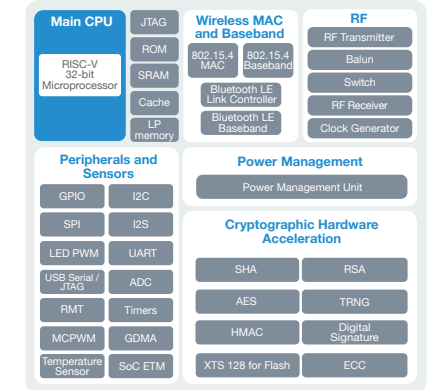 Main CPU
RISC-V
32-bit
Microprocessor
JTAG
ROM
SRAM
Cache
LP
memory
Wireless MAC
and Baseband
802.15.4
MAC
802.15.4
Baseband
Bluetooth LE
Link Controller
Bluetooth LE
Baseband
RF
RF Transmitter
Balun
Switch
RF Receiver
Clock Generator
Peripherals and
Sensors
GPIO
I2C
SPI
I2S
LED PWM
UART
USB Serial /
JTAG
ADC
RMT
Timers
MCPWM
GDMA
Temperature
Sensor
SoC ETM
Power Management
Power Management Unit
Cryptographic Hardware
Acceleration
SHA
RSA
AES
TRNG
HMAC
Digital
Signature
XTS 128 for Flash
ECC